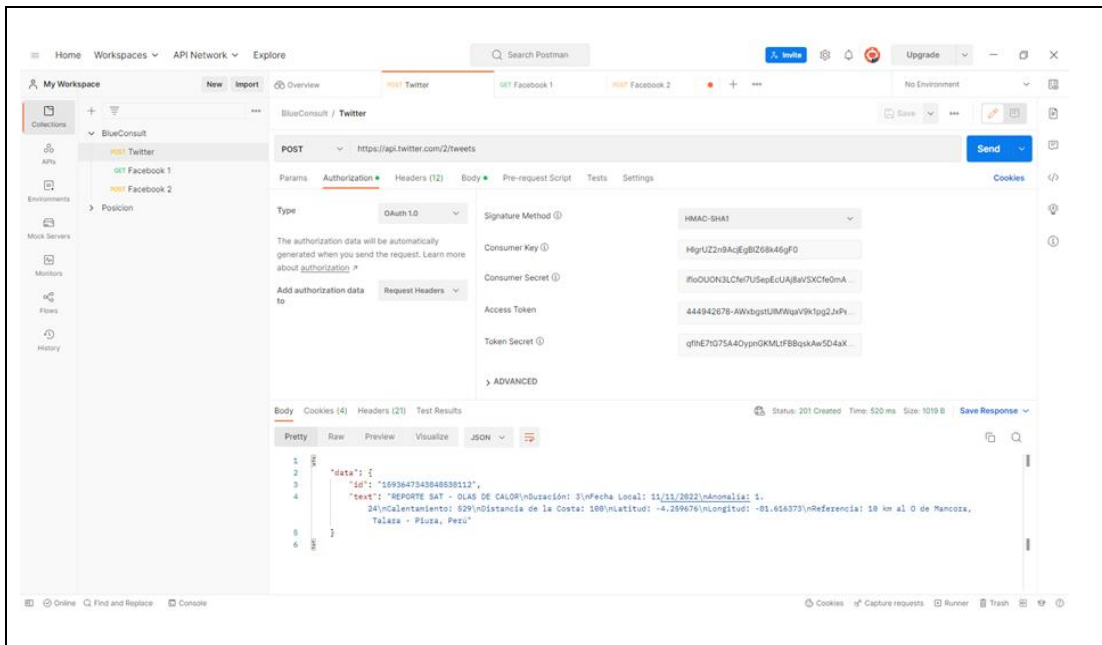 Home Workspaces API Network Explore Search Postman Invite Upgrade
My Workspace New Import Overview POST Twitter GET Facebook 1 POST Facebook 2 No Environment
Collections
APIs
Environments
Mock Servers
Monitors
Flows
History
BlueConsult
POST Twitter
GET Facebook 1
POST Facebook 2
Posicion
BlueConsult / Twitter Save
POST https://api.twitter.com/2/tweets Send
Params Authorization Headers (12) Body Pre-request Script Tests Settings Cookies
Type OAuth 1.0
The authorization data will be automatically
generated when you send the request. Learn more
about authorization
Add authorization data
to
Request Headers
Signature Method HMAC-SHA1
Consumer Key
Consumer Secret
Access Token
Token Secret
ADVANCED
Body Cookies (4) Headers (21) Test Results Status: 201 Created Time: 520 ms Size: 1019 B Save Response
Pretty Raw Preview Visualize JSON
1 {
2 "data": {
3 "id":
4 "text": "REPORTE SAT - OLAS DE CALOR\nDuración: 3\nFecha Local: 11/11/2022\nAnomalía: 1.
24\nCalentamiento: 529\nDistancia de la Costa: 100\nLatitud: -4.259676\nLongitud: -81.616373\nReferencia: 10 km al O de Mancora,
Talara - Piura, Perú"
5 }
6 }
Online Find and Replace Console Cookies Capture requests Runner Trash